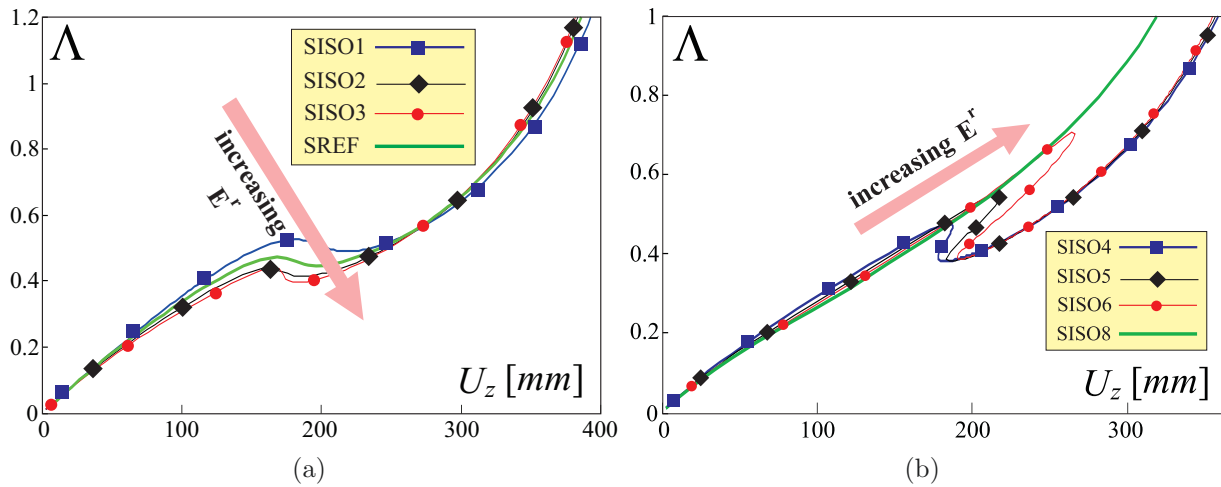 Λ
1.2
1
0.8
0.6
0.4
0.2
0
SISO1
SISO2
SISO3
SREF
increasing
E^r
U_z [mm]
0
100
200
300
400
(a)
Λ
1
0.8
0.6
0.4
0.2
0
increasing E^r
SISO4
SISO5
SISO6
SISO8
U_z [mm]
0
100
200
300
(b)